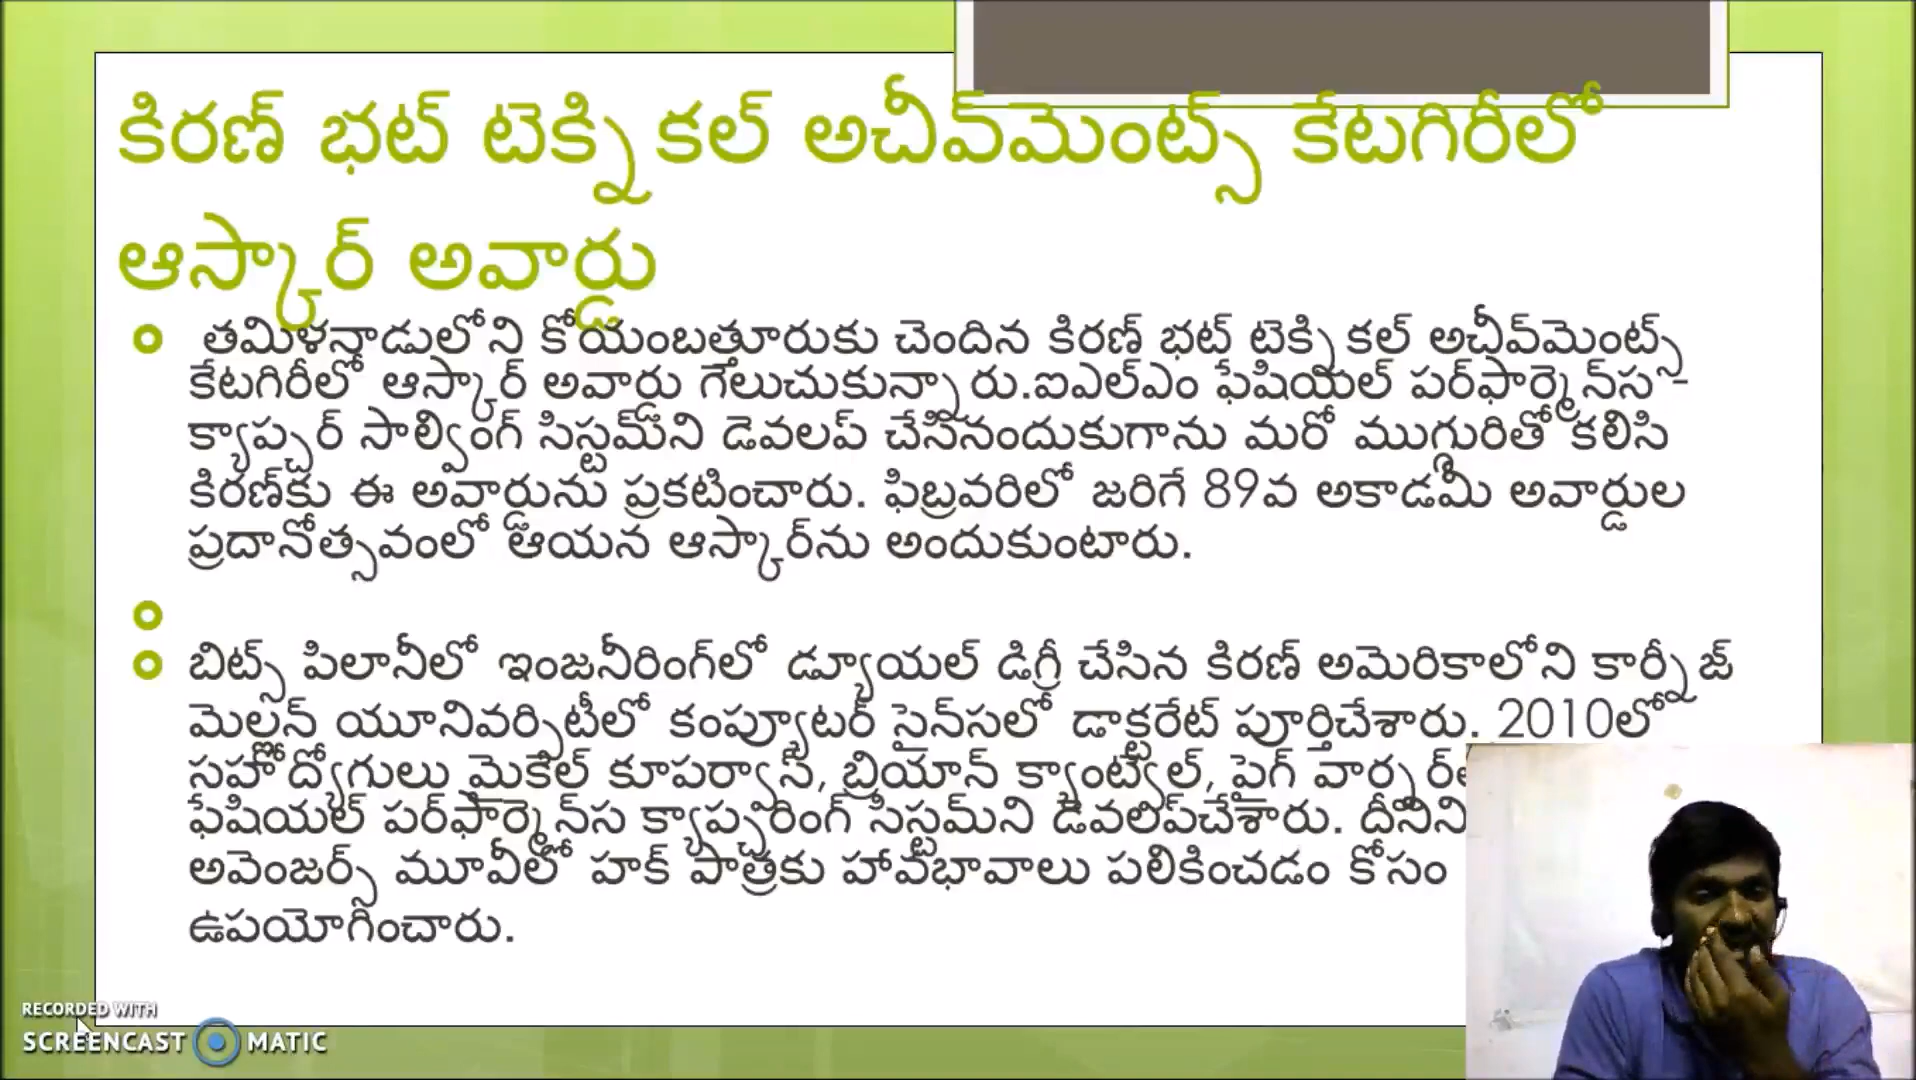 కిరణ్ భట్ టెక్నికల్ అచీవ్‌మెంట్స్ కేటగిరీలో
ఆస్కార్ అవార్డు
తమిళనాడులోని కోయంబత్తూరుకు చెందిన కిరణ్ భట్ టెక్నికల్ అచీవ్‌మెంట్స్
కేటగిరీలో ఆస్కార్ అవార్డు గెలుచుకున్నారు.ఐఎల్ఎం ఫేషియల్ పర్‌ఫార్మెన్‌స -
క్యాప్చర్ సాల్వింగ్ సిస్టమ్‌ని డెవలప్ చేసినందుకుగాను మరో ముగ్గురితో కలిసి
కిరణ్‌కు ఈ అవార్డును ప్రకటించారు. ఫిబ్రవరిలో జరిగే 89వ అకాడమీ అవార్డుల
ప్రదానోత్సవంలో ఆయన ఆస్కార్‌ను అందుకుంటారు.
బిట్స్ పిలానీలో ఇంజనీరింగ్‌లో డ్యూయల్ డిగ్రీ చేసిన కిరణ్ అమెరికాలోని కార్నీజ్
మెల్లన్ యూనివర్సిటీలో కంప్యూటర్ సైన్‌సలో డాక్టరేట్ పూర్తిచేశారు. 2010లో
సహోద్యోగులు మైకేల్ కూపర్వాస్, బ్రియాన్ క్యాంట్వెల్, పైగ్ వార్నర్‌
ఫేషియల్ పర్‌ఫార్మెన్‌స క్యాప్చరింగ్ సిస్టమ్‌ని డెవలప్‌చేశారు. దీనిని
అవెంజర్స్ మూవీలో హక్ పాత్రకు హావభావాలు పలికించడం కోసం
ఉపయోగించారు.
RECORDED WITH
SCREENCAST MATIC